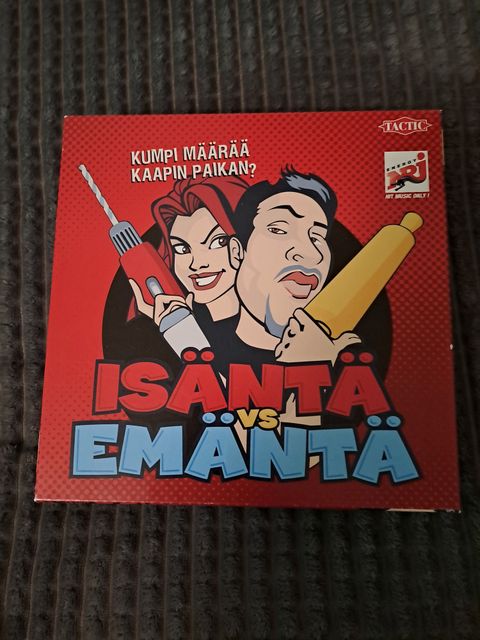 TACTIC
KUMPI MÄÄRÄÄ
KAAPIN PAIKAN?
ENERGY
NRJ
HIT MUSIC ONLY !
ISÄNTÄ
VS
EMÄNTÄ